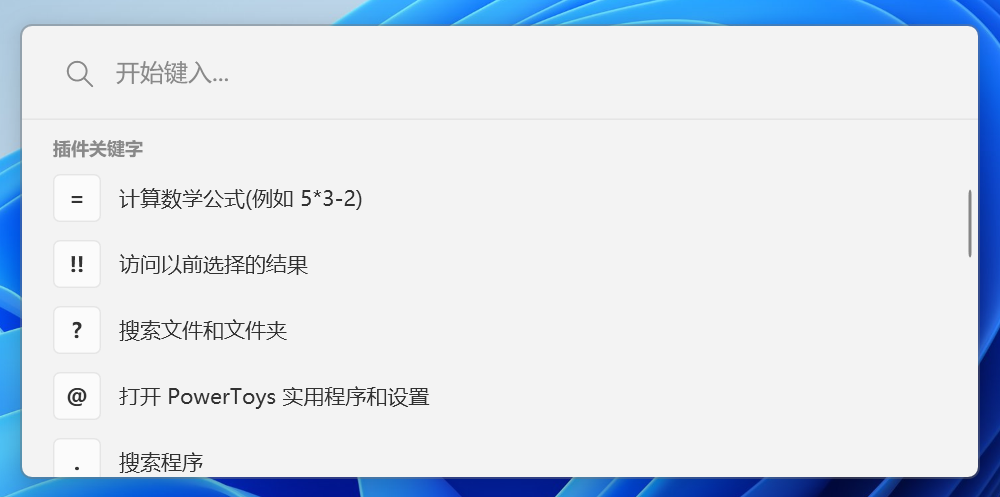 开始键入...
插件关键字
= 计算数学公式(例如 5*3-2)
!! 访问以前选择的结果
? 搜索文件和文件夹
@ 打开 PowerToys 实用程序和设置
. 搜索程序